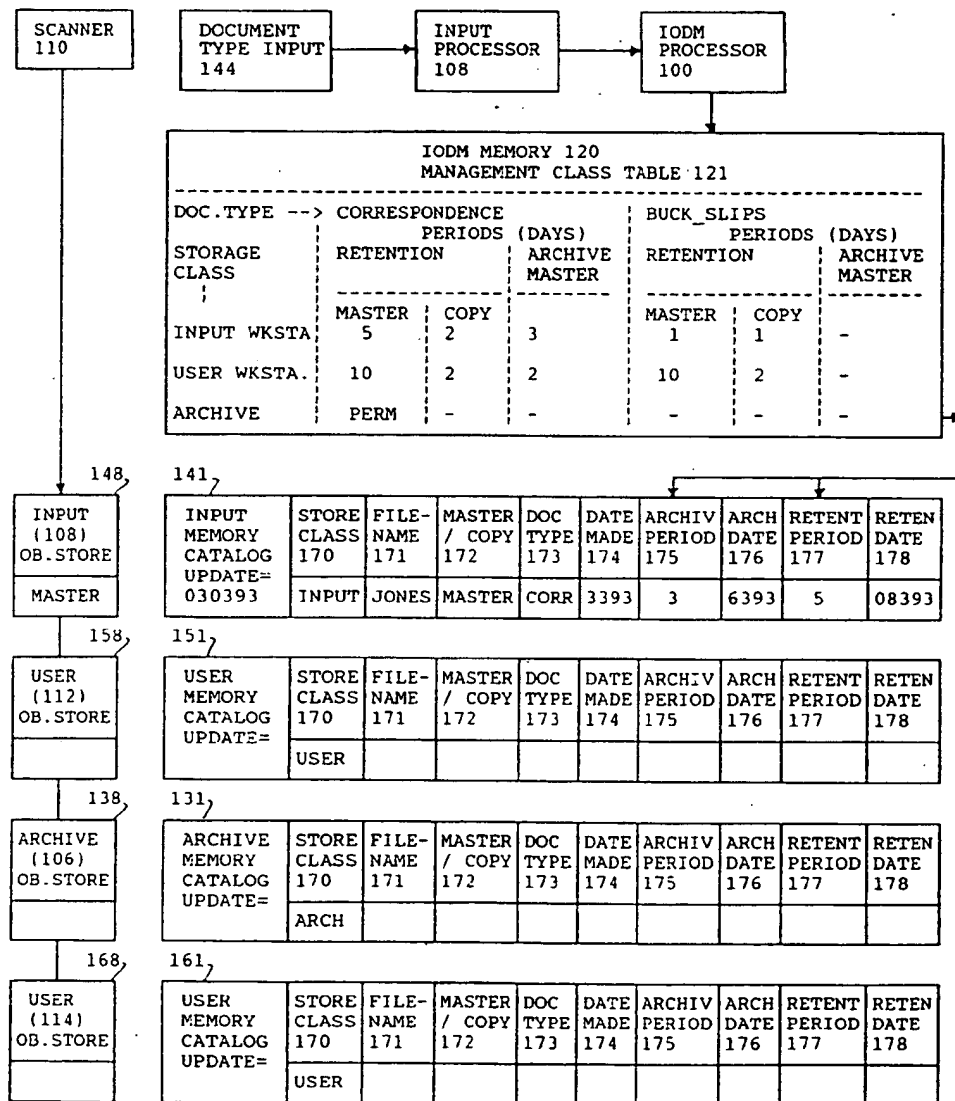 SCANNER
110
DOCUMENT
TYPE INPUT
144
INPUT
PROCESSOR
108
IODM
PROCESSOR
100
IODM MEMORY 120
MANAGEMENT CLASS TABLE 121
DOC.TYPE --> CORRESPONDENCE BUCK_SLIPS
PERIODS (DAYS) PERIODS (DAYS)
STORAGE RETENTION ARCHIVE RETENTION ARCHIVE
CLASS MASTER MASTER
MASTER COPY MASTER COPY
INPUT WKSTA 5 2 3 1 1 -
USER WKSTA. 10 2 2 10 2 -
ARCHIVE PERM - - - - -
148
INPUT
(108)
OB.STORE
MASTER
141
INPUT STORE FILE- MASTER DOC DATE ARCHIV ARCH RETENT RETEN
MEMORY CLASS NAME / COPY TYPE MADE PERIOD DATE PERIOD DATE
CATALOG 170 171 172 173 174 175 176 177 178
UPDATE=
030393 INPUT JONES MASTER CORR 3393 3 6393 5 08393
158
USER
(112)
OB.STORE
151
USER STORE FILE- MASTER DOC DATE ARCHIV ARCH RETENT RETEN
MEMORY CLASS NAME / COPY TYPE MADE PERIOD DATE PERIOD DATE
CATALOG 170 171 172 173 174 175 176 177 178
UPDATE=
USER
138
ARCHIVE
(106)
OB.STORE
131
ARCHIVE STORE FILE- MASTER DOC DATE ARCHIV ARCH RETENT RETEN
MEMORY CLASS NAME / COPY TYPE MADE PERIOD DATE PERIOD DATE
CATALOG 170 171 172 173 174 175 176 177 178
UPDATE=
ARCH
168
USER
(114)
OB.STORE
161
USER STORE FILE- MASTER DOC DATE ARCHIV ARCH RETENT RETEN
MEMORY CLASS NAME / COPY TYPE MADE PERIOD DATE PERIOD DATE
CATALOG 170 171 172 173 174 175 176 177 178
UPDATE=
USER